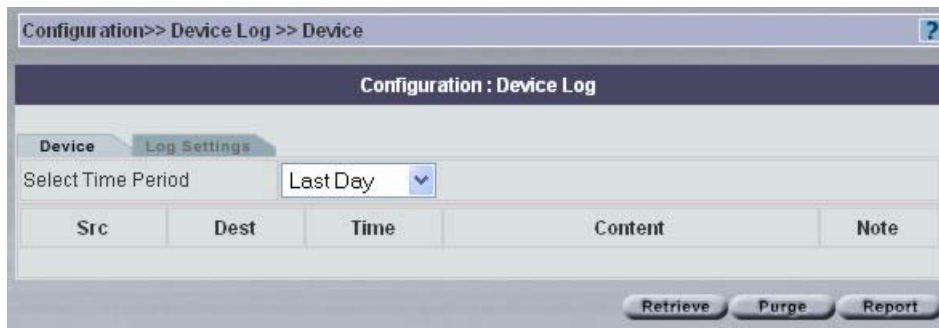 Configuration>> Device Log >> Device ?
Configuration : Device Log
Device Log Settings
Select Time Period Last Day
Src Dest Time Content Note
Retrieve Purge Report